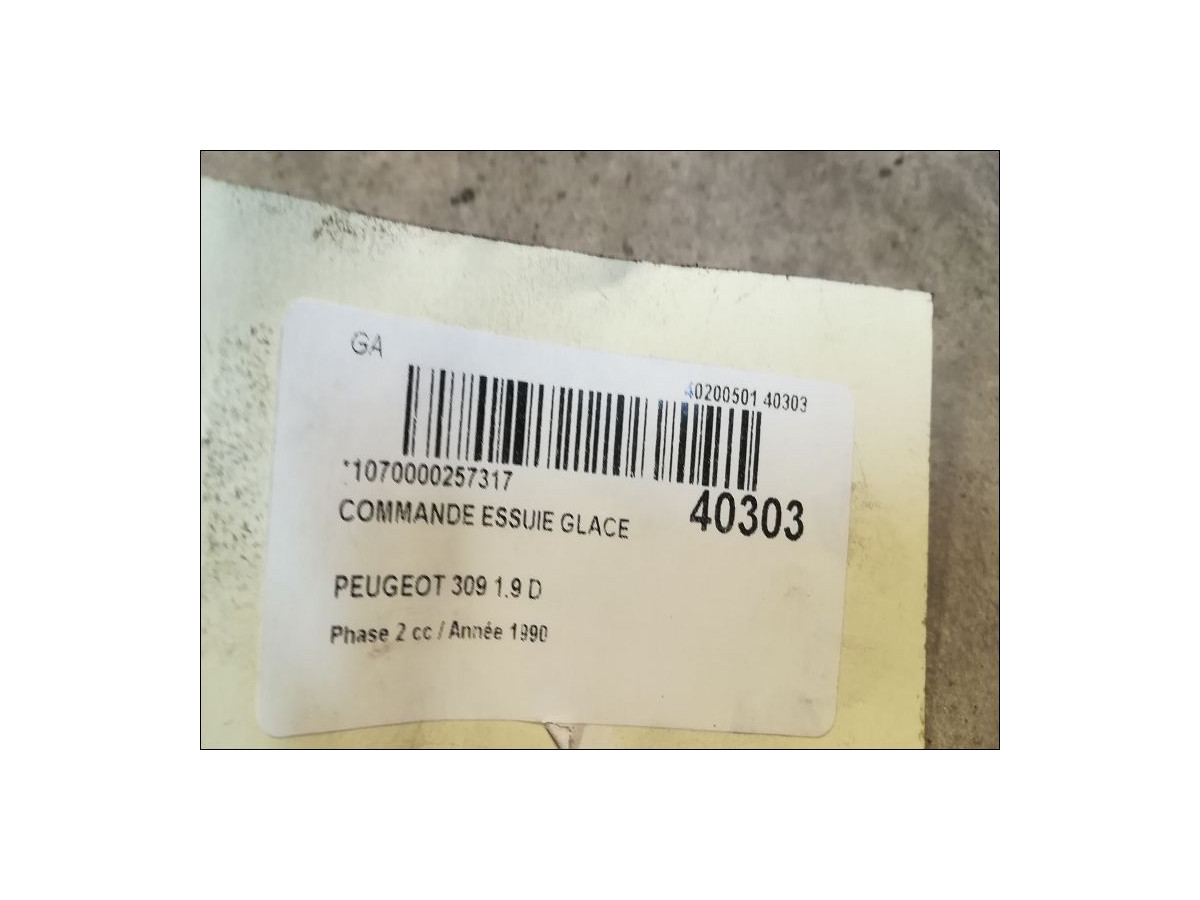 GA
40200501 40303
*1070000257317
40303
COMMANDE ESSUIE GLACE
PEUGEOT 309 1.9 D
Phase 2 cc / Année 1990